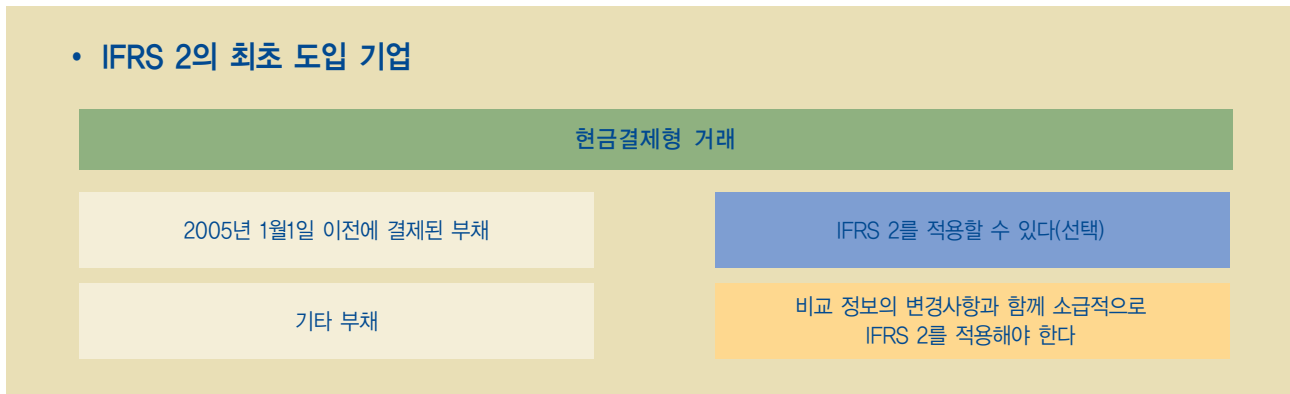 • IFRS 2의 최초 도입 기업
현금결제형 거래
2005년 1월1일 이전에 결제된 부채
IFRS 2를 적용할 수 있다(선택)
기타 부채
비교 정보의 변경사항과 함께 소급적으로
IFRS 2를 적용해야 한다